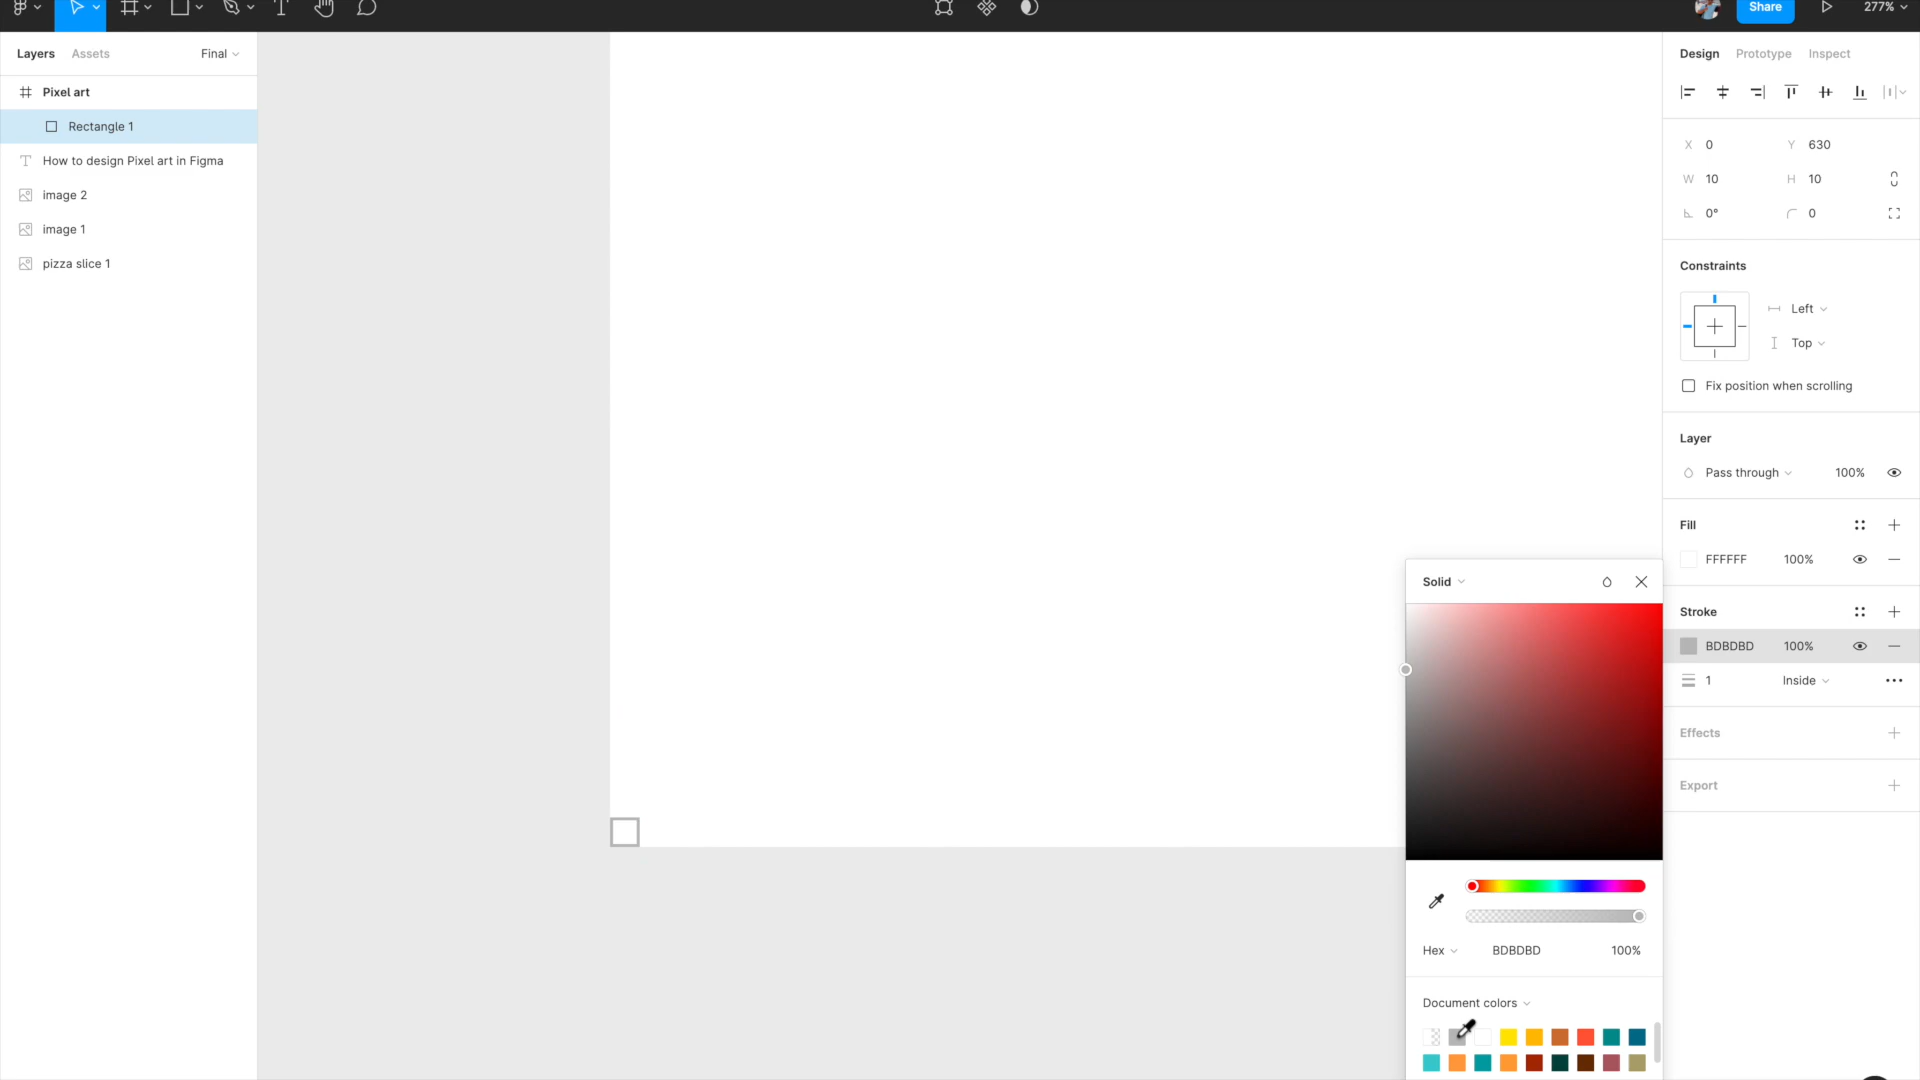 Share
277%
Layers
Assets
Final
Pixel art
Rectangle 1
How to design Pixel art in Figma
image 2
image 1
pizza slice 1
Design
Prototype
Inspect
X 0
Y 630
W 10
H 10
0°
0
Constraints
Left
Top
Fix position when scrolling
Layer
Pass through
100%
Fill
FFFFFF
100%
Stroke
BDBDBD
100%
1
Inside
Effects
Export
Solid
Hex
BDBDBD
100%
Document colors